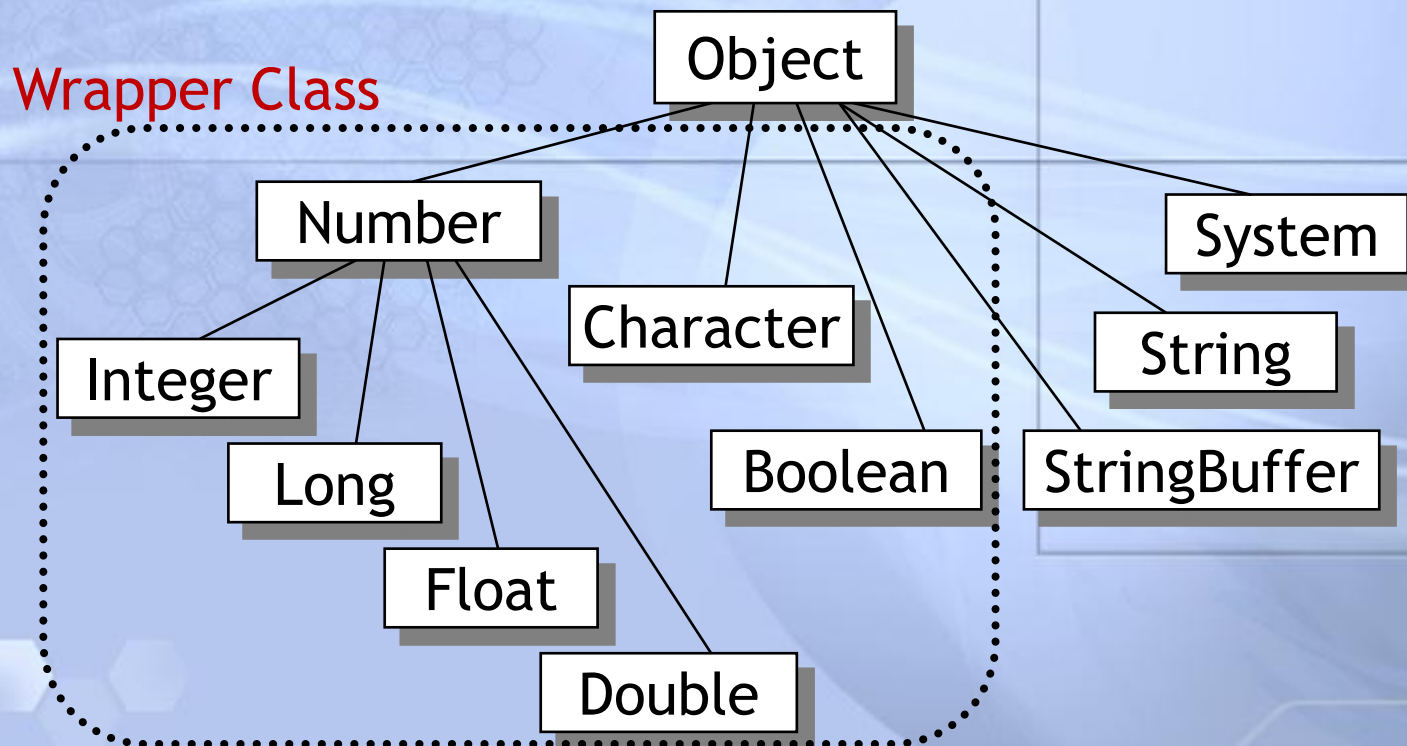 Object
Wrapper Class
Number
System
Character
String
Integer
Boolean
StringBuffer
Long
Float
Double